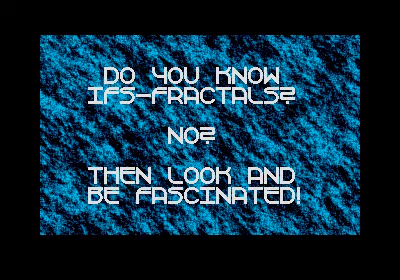 DO YOU KNOW
IFS-FRACTALS?
NO?
THEN LOOK AND
BE FASCINATED!